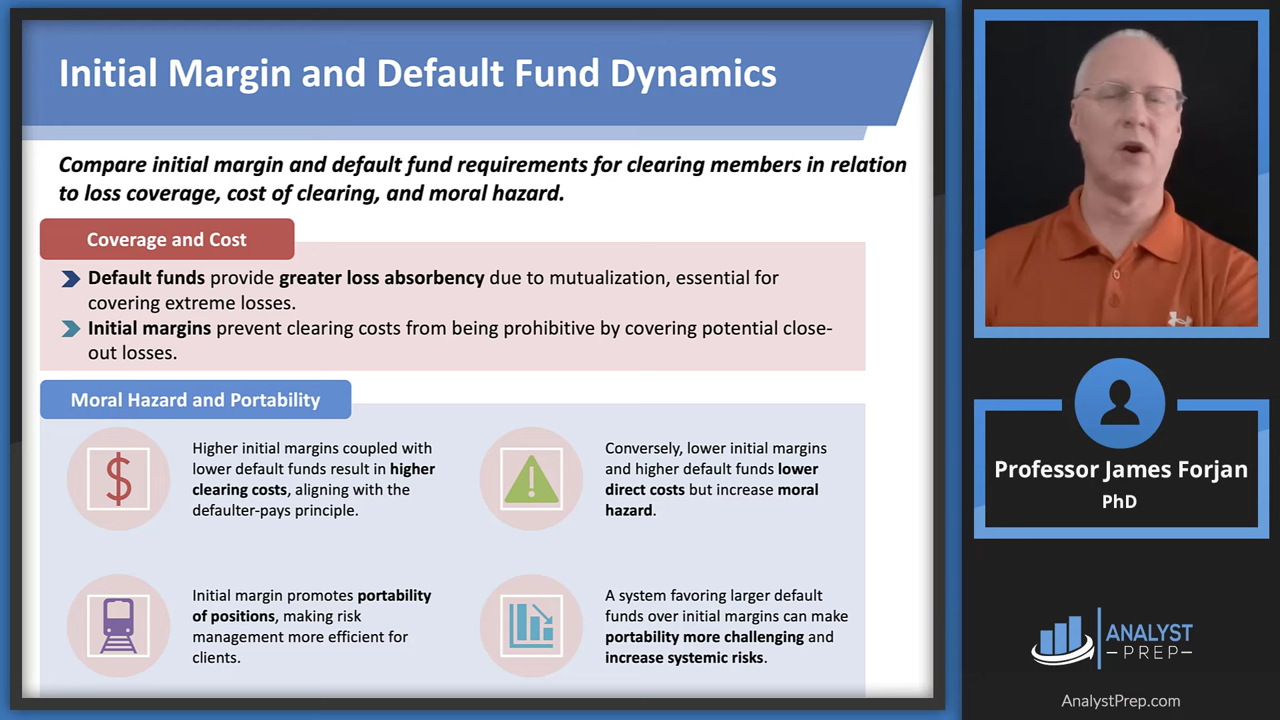 Initial Margin and Default Fund Dynamics
Compare initial margin and default fund requirements for clearing members in relation
to loss coverage, cost of clearing, and moral hazard.
Coverage and Cost
Default funds provide greater loss absorbency due to mutualization, essential for
covering extreme losses.
Initial margins prevent clearing costs from being prohibitive by covering potential close-
out losses.
Moral Hazard and Portability
Higher initial margins coupled with
lower default funds result in higher
clearing costs, aligning with the
defaulter-pays principle.
Conversely, lower initial margins
and higher default funds lower
direct costs but increase moral
hazard.
Initial margin promotes portability
of positions, making risk
management more efficient for
clients.
A system favoring larger default
funds over initial margins can make
portability more challenging and
increase systemic risks.
Professor James Forjan
PhD
ANALYST
PREP
AnalystPrep.com